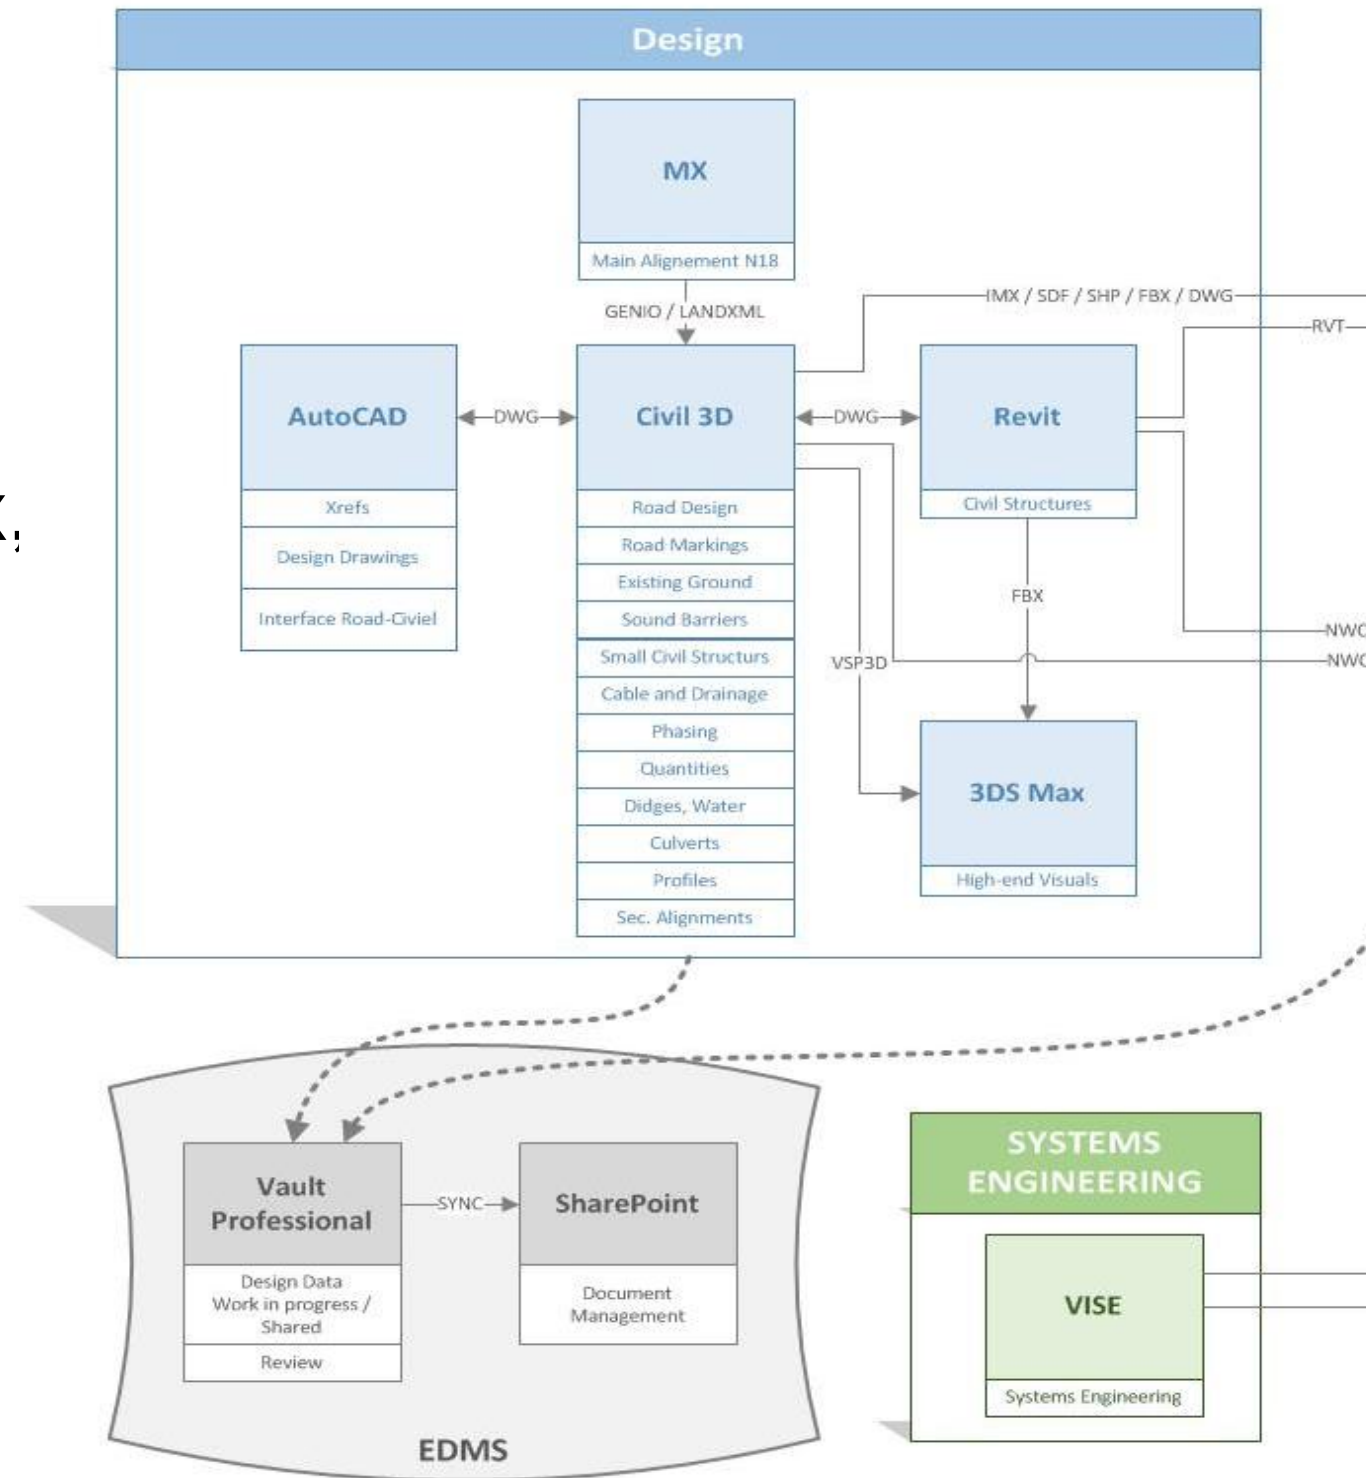 Design
MX
Main Alignement N18
GENIO / LANDXML
IMX / SDF / SHP / FBX / DWG
RVT
AutoCAD
DWG
Civil 3D
DWG
Revit
Xrefs
Design Drawings
Interface Road-Civiel
Road Design
Road Markings
Existing Ground
Sound Barriers
Small Civil Structurs
Cable and Drainage
Phasing
Quantities
Didges, Water
Culverts
Profiles
Sec. Alignments
Civil Structures
FBX
VSP3D
3DS Max
High-end Visuals
Vault
Professional
SYNC
SharePoint
Design Data
Work in progress /
Shared
Review
Document
Management
EDMS
SYSTEMS
ENGINEERING
VISE
Systems Engineering